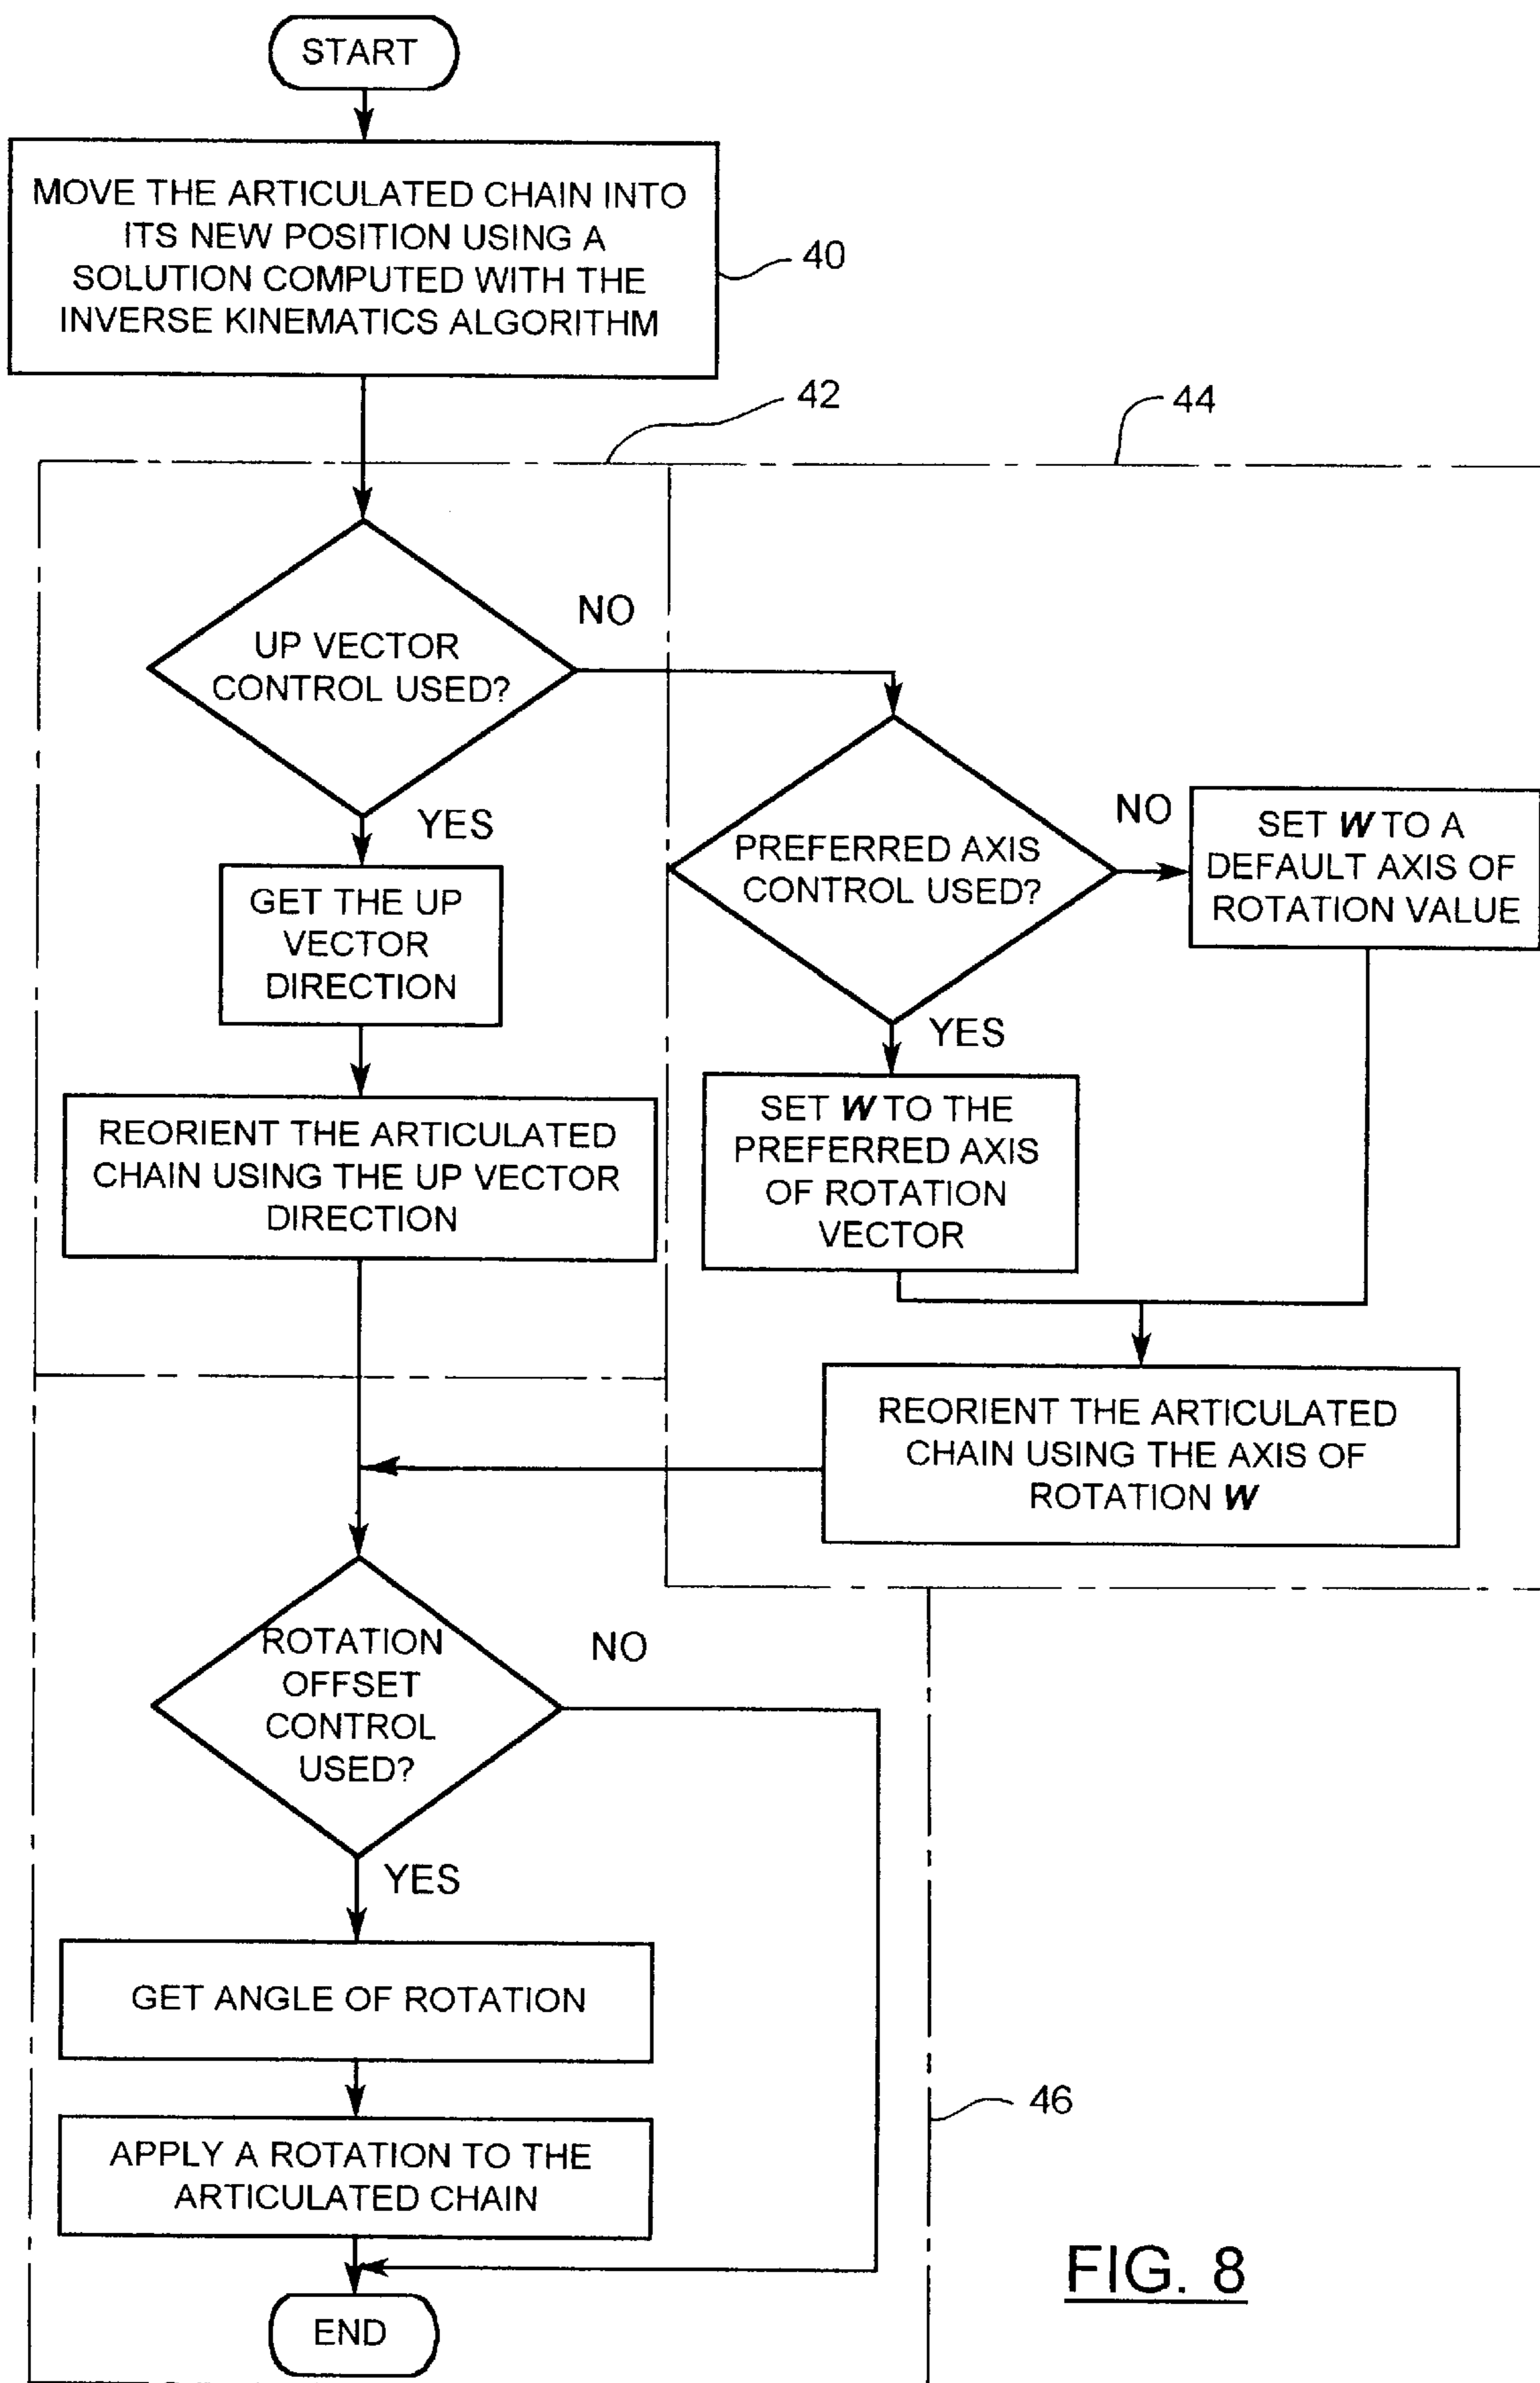 START
MOVE THE ARTICULATED CHAIN INTO
ITS NEW POSITION USING A
SOLUTION COMPUTED WITH THE
INVERSE KINEMATICS ALGORITHM
40
42
44
UP VECTOR
CONTROL USED?
NO
YES
GET THE UP
VECTOR
DIRECTION
REORIENT THE ARTICULATED
CHAIN USING THE UP VECTOR
DIRECTION
PREFERRED AXIS
CONTROL USED?
NO
SET W TO A
DEFAULT AXIS OF
ROTATION VALUE
YES
SET W TO THE
PREFERRED AXIS
OF ROTATION
VECTOR
REORIENT THE ARTICULATED
CHAIN USING THE AXIS OF
ROTATION W
ROTATION
OFFSET
CONTROL
USED?
NO
YES
GET ANGLE OF ROTATION
APPLY A ROTATION TO THE
ARTICULATED CHAIN
46
END
FIG. 8